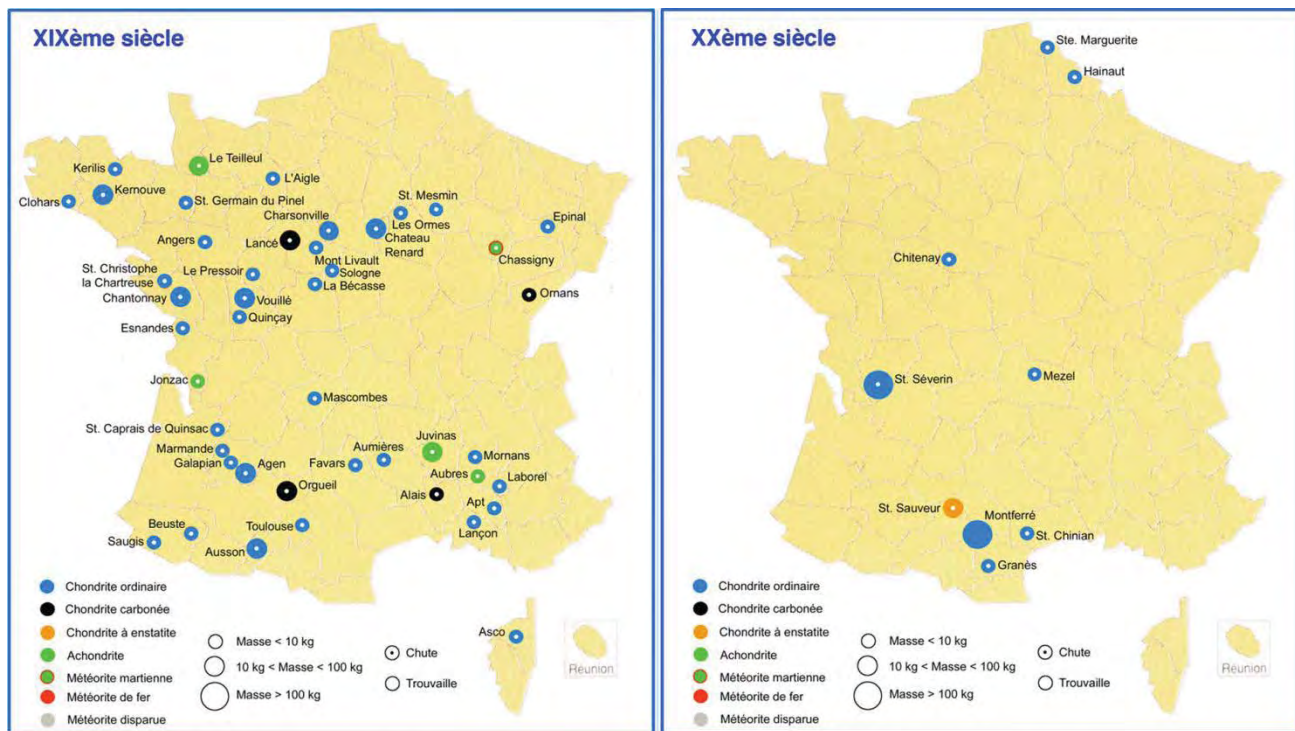 XIXème siècle
Le Teilleul
Kerilis
L'Aigle
Kernouve
St. Mesmin
Clohars
St. Germain du Pinel
Charsonville
Les Ormes
Epinal
Angers
Lancé
Chateau
Renard
Mont Livault
Chassigny
St. Christophe
la Chartreuse
Le Pressoir
Sologne
La Bécasse
Chantonnay
Vouillé
Ornans
Quinçay
Esnandes
Jonzac
Mascombes
St. Caprais de Quinsac
Juvinas
Marmande
Aumières
Mornans
Galapian
Agen
Favars
Aubres
Laborel
Orgueil
Alais
Apt
Toulouse
Lançon
Beuste
Saugis
Ausson
Asco
Chondrite ordinaire
Chondrite carbonée
Chondrite à enstatite
Achondrite
Météorite martienne
Météorite de fer
Météorite disparue
Masse < 10 kg
10 kg < Masse < 100 kg
Masse > 100 kg
Chute
Trouvaille
Réunion
XXème siècle
Ste. Marguerite
Hainaut
Chitenay
St. Séverin
Mezel
St. Sauveur
Montferré
St. Chinian
Granès
Chondrite ordinaire
Chondrite carbonée
Chondrite à enstatite
Achondrite
Météorite martienne
Météorite de fer
Météorite disparue
Masse < 10 kg
10 kg < Masse < 100 kg
Masse > 100 kg
Chute
Trouvaille
Réunion